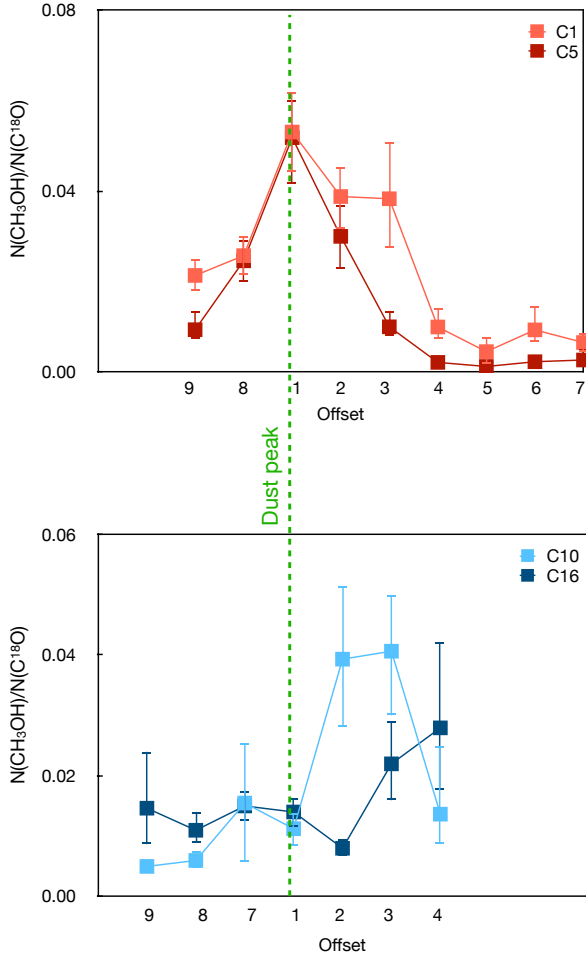 0.08
C1
C5
N(CH₃OH)/N(C¹⁸O)
0.04
0.00
9 8 1 2 3 4 5 6 7
Offset
Dust peak
0.06
C10
C16
N(CH₃OH)/N(C¹⁸O)
0.04
0.02
0.00
9 8 7 1 2 3 4
Offset